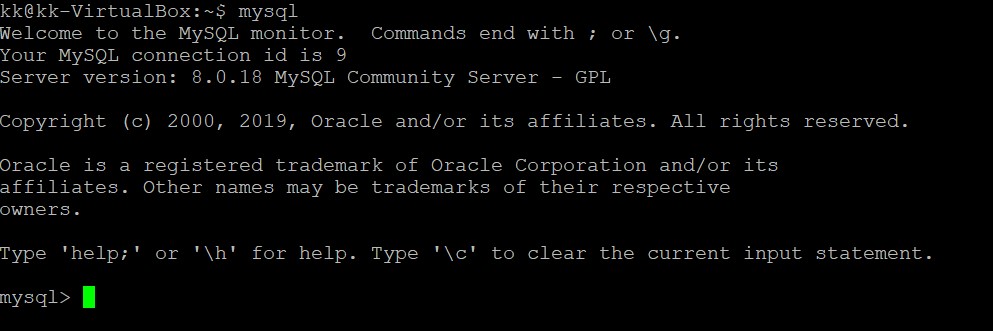 kk@kk-VirtualBox:~$ mysql
Welcome to the MySQL monitor.  Commands end with ; or \g.
Your MySQL connection id is 9
Server version: 8.0.18 MySQL Community Server - GPL
Copyright (c) 2000, 2019, Oracle and/or its affiliates. All rights reserved.
Oracle is a registered trademark of Oracle Corporation and/or its
affiliates. Other names may be trademarks of their respective
owners.
Type 'help;' or '\h' for help. Type '\c' to clear the current input statement.
mysql>